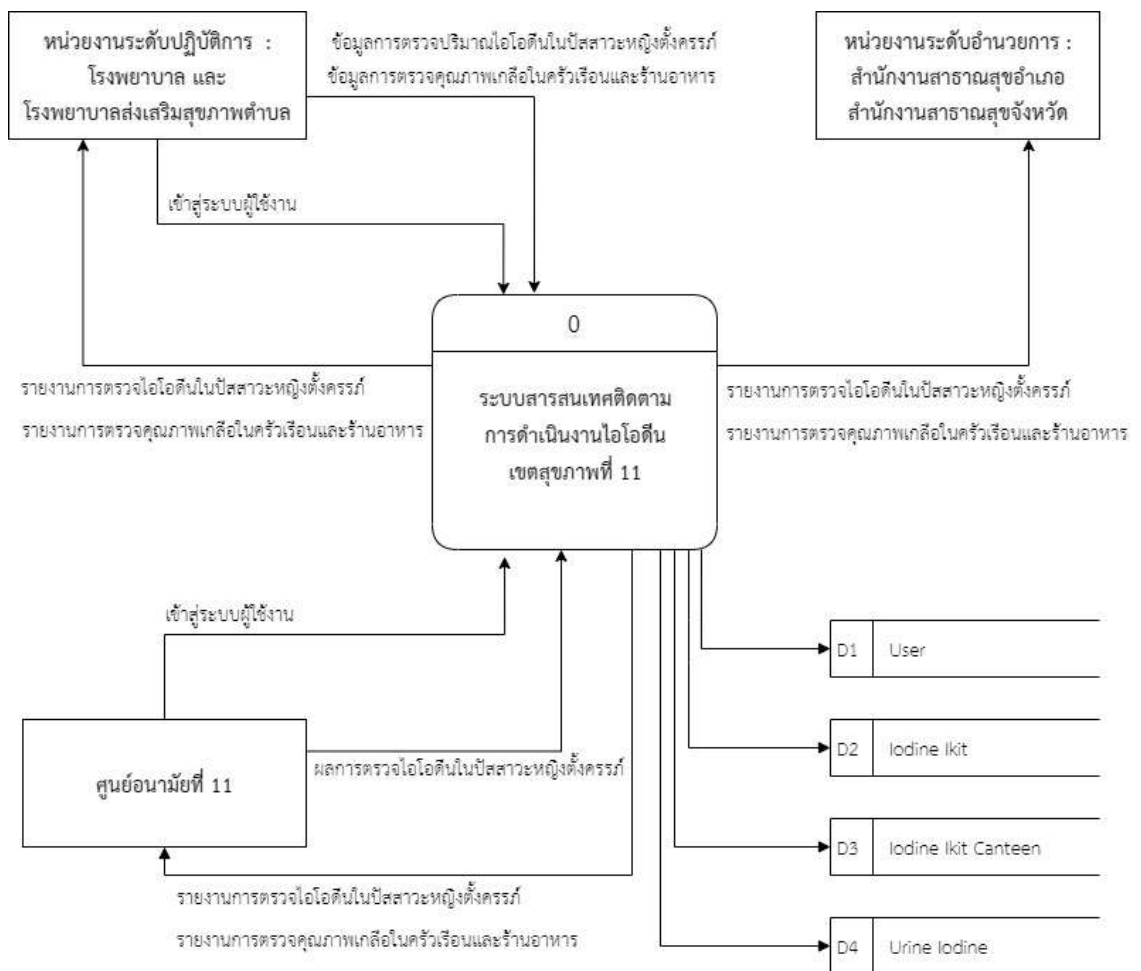 หน่วยงานระดับปฏิบัติการ :
โรงพยาบาล และ
โรงพยาบาลส่งเสริมสุขภาพตำบล
ข้อมูลการตรวจปริมาณไอโอดีนในปัสสาวะหญิงตั้งครรภ์
ข้อมูลการตรวจคุณภาพเกลือในครัวเรือนและร้านอาหาร
หน่วยงานระดับอำนวยการ :
สำนักงานสาธาณสุขอำเภอ
สำนักงานสาธาณสุขจังหวัด
เข้าสู่ระบบผู้ใช้งาน
0
ระบบสารสนเทศติดตาม
การดำเนินงานไอโอดีน
เขตสุขภาพที่ 11
รายงานการตรวจไอโอดีนในปัสสาวะหญิงตั้งครรภ์
รายงานการตรวจคุณภาพเกลือในครัวเรือนและร้านอาหาร
รายงานการตรวจไอโอดีนในปัสสาวะหญิงตั้งครรภ์
รายงานการตรวจคุณภาพเกลือในครัวเรือนและร้านอาหาร
เข้าสู่ระบบผู้ใช้งาน
ศูนย์อนามัยที่ 11
ผลการตรวจไอโอดีนในปัสสาวะหญิงตั้งครรภ์
รายงานการตรวจไอโอดีนในปัสสาวะหญิงตั้งครรภ์
รายงานการตรวจคุณภาพเกลือในครัวเรือนและร้านอาหาร
D1 User
D2 Iodine Ikit
D3 Iodine Ikit Canteen
D4 Urine Iodine